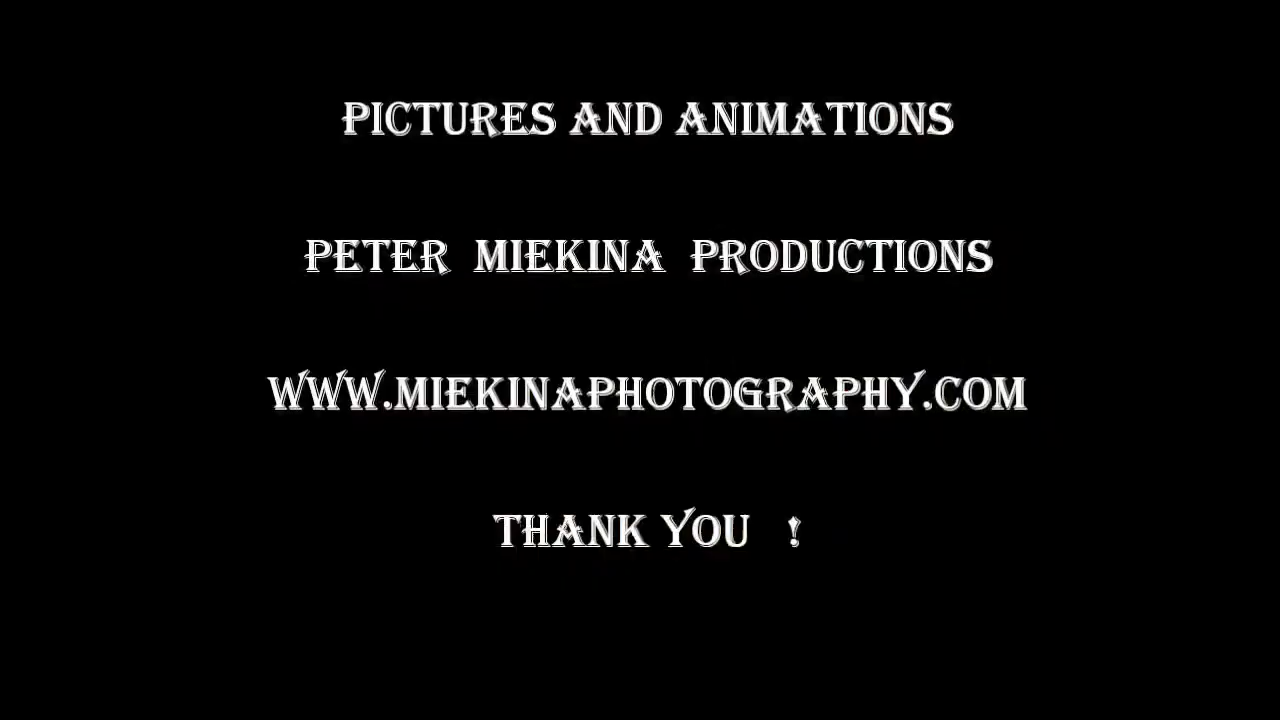 PICTURES AND ANIMATIONS
PETER MIEKINA PRODUCTIONS
WWW.MIEKINAPHOTOGRAPHY.COM
THANK YOU !